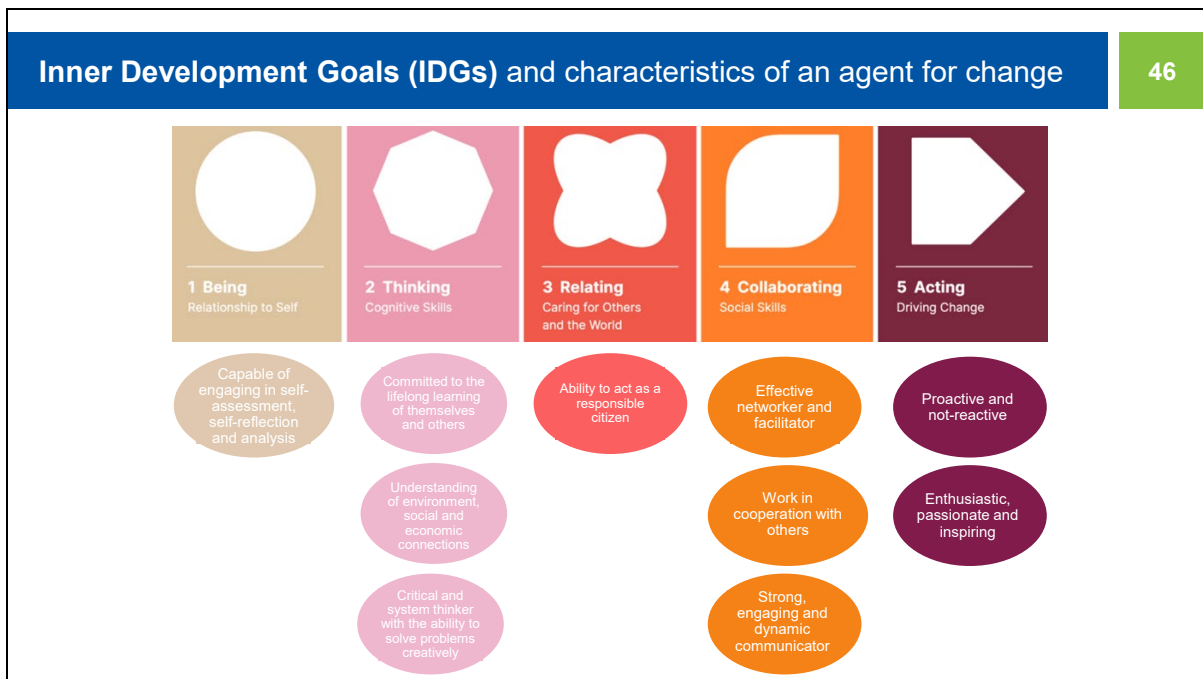 Inner Development Goals (IDGs) and characteristics of an agent for change
46
1 Being
Relationship to Self
2 Thinking
Cognitive Skills
3 Relating
Caring for Others
and the World
4 Collaborating
Social Skills
5 Acting
Driving Change
Capable of
engaging in self-
assessment,
self-reflection
and analysis
Committed to the
lifelong learning
of themselves
and others
Ability to act as a
responsible
citizen
Effective
networker and
facilitator
Proactive and
not-reactive
Understanding
of environment,
social and
economic
connections
Work in
cooperation with
others
Enthusiastic,
passionate and
inspiring
Critical and
system thinker
with the ability to
solve problems
creatively
Strong,
engaging and
dynamic
communicator